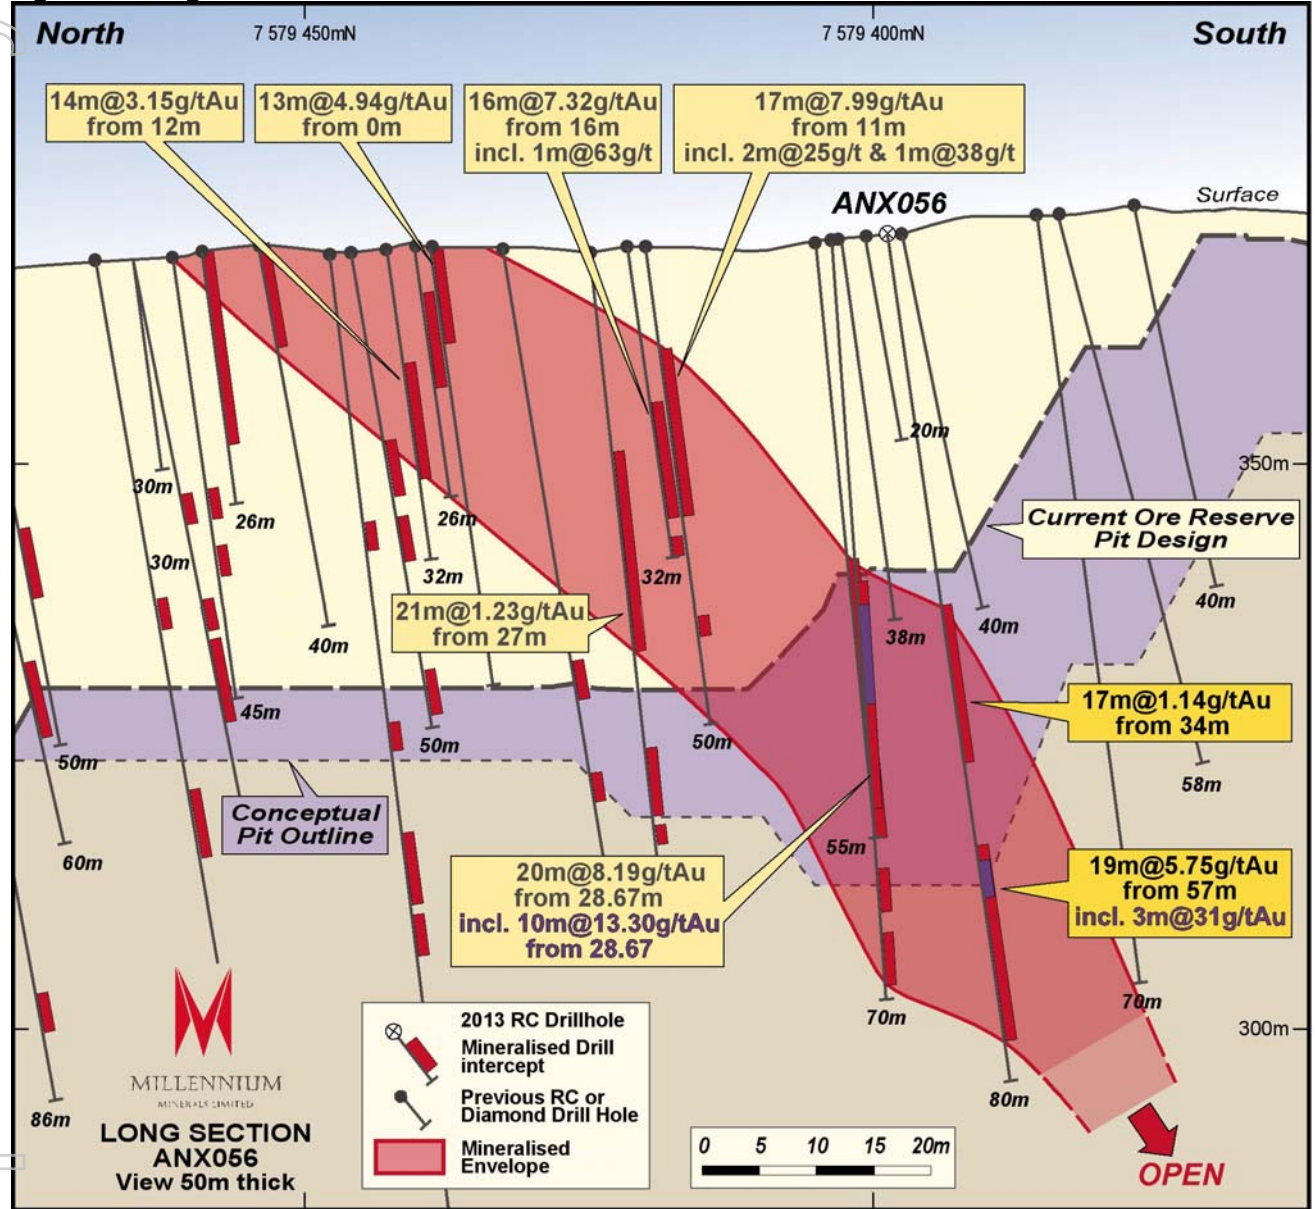 North
7 579 450mN
7 579 400mN
South
14m@3.15g/tAu
from 12m
13m@4.94g/tAu
from 0m
16m@7.32g/tAu
from 16m
incl. 1m@63g/t
17m@7.99g/tAu
from 11m
incl. 2m@25g/t & 1m@38g/t
ANX056
Surface
20m
350m
30m
26m
26m
Current Ore Reserve
Pit Design
30m
32m
32m
40m
21m@1.23g/tAu
from 27m
40m
38m
40m
45m
50m
50m
50m
17m@1.14g/tAu
from 34m
58m
Conceptual
Pit Outline
60m
55m
20m@8.19g/tAu
from 28.67m
incl. 10m@13.30g/tAu
from 28.67
19m@5.75g/tAu
from 57m
incl. 3m@31g/tAu
70m
70m
300m
80m
86m
MILLENNIUM
MINERALS LIMITED
LONG SECTION
ANX056
View 50m thick
2013 RC Drillhole
Mineralised Drill
intercept
Previous RC or
Diamond Drill Hole
Mineralised
Envelope
0 5 10 15 20m
OPEN